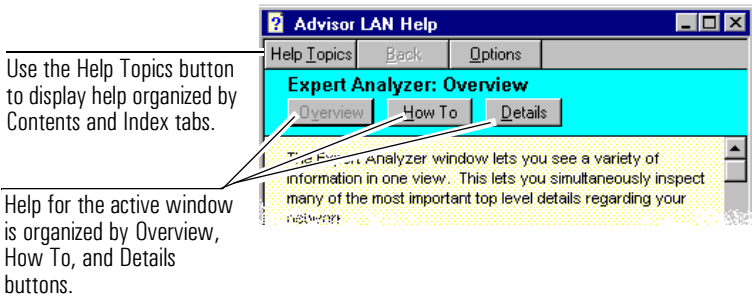 Advisor LAN Help
Help Topics Back Options
Expert Analyzer: Overview
Overview How To Details
The Expert Analyzer window lets you see a variety of
information in one view. This lets you simultaneously inspect
many of the most important top level details regarding your
network.
Use the Help Topics button
to display help organized by
Contents and Index tabs.
Help for the active window
is organized by Overview,
How To, and Details
buttons.